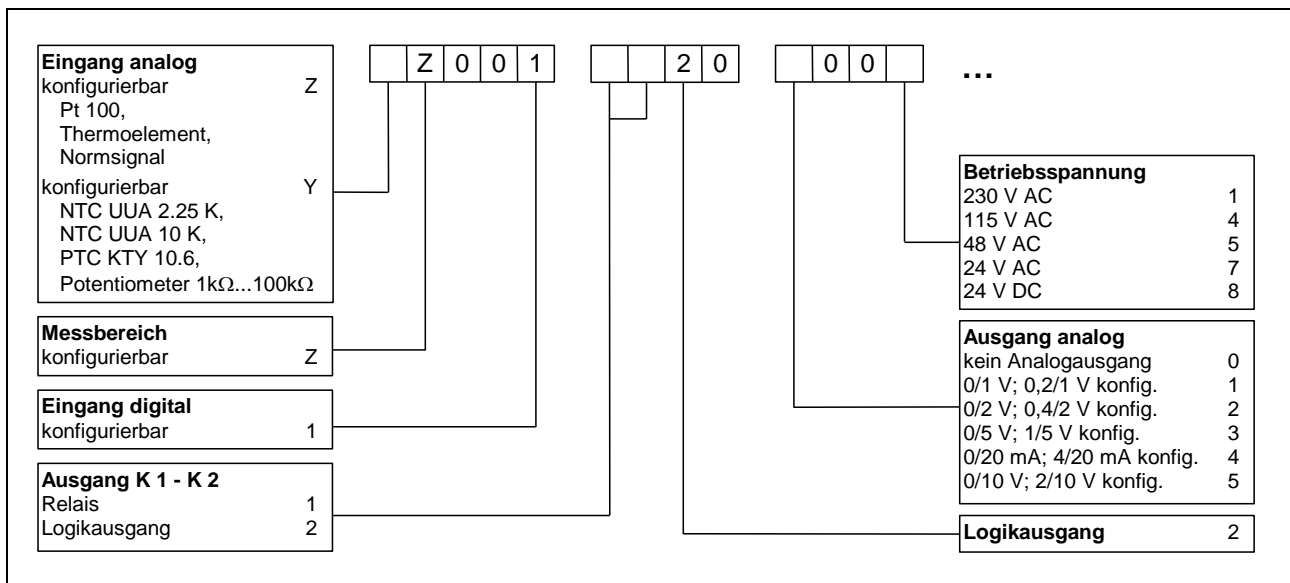 Z 0 0 1 2 0 0 0 ...
Eingang analog
konfigurierbar Z
Pt 100,
Thermoelement,
Normsignal
konfigurierbar Y
NTC UUA 2.25 K,
NTC UUA 10 K,
PTC KTY 10.6,
Potentiometer 1kΩ...100kΩ
Messbereich
konfigurierbar Z
Eingang digital
konfigurierbar 1
Ausgang K 1 - K 2
Relais 1
Logikausgang 2
Betriebsspannung
230 V AC 1
115 V AC 4
48 V AC 5
24 V AC 7
24 V DC 8
Ausgang analog
kein Analogausgang 0
0/1 V; 0,2/1 V konfig. 1
0/2 V; 0,4/2 V konfig. 2
0/5 V; 1/5 V konfig. 3
0/20 mA; 4/20 mA konfig. 4
0/10 V; 2/10 V konfig. 5
Logikausgang 2